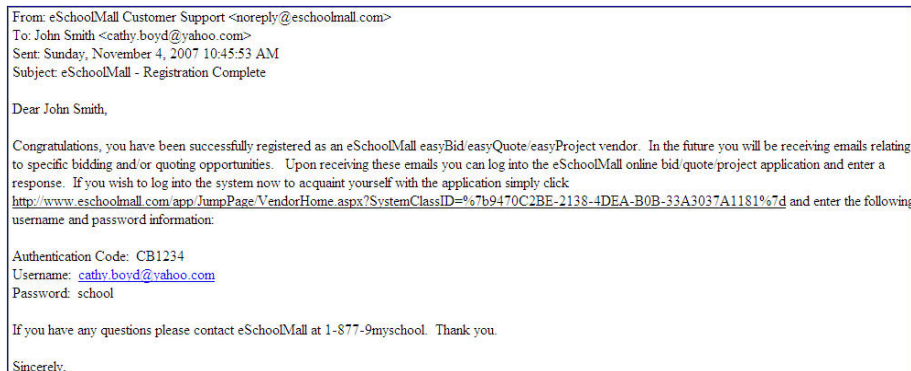 From: eSchoolMall Customer Support <noreply@eschoolmall.com>
To: John Smith <cathy.boyd@yahoo.com>
Sent: Sunday, November 4, 2007 10:45:53 AM
Subject: eSchoolMall - Registration Complete
Dear John Smith,
Congratulations, you have been successfully registered as an eSchoolMall easyBid/easyQuote/easyProject vendor. In the future you will be receiving emails relating
to specific bidding and/or quoting opportunities. Upon receiving these emails you can log into the eSchoolMall online bid/quote/project application and enter a
response. If you wish to log into the system now to acquaint yourself with the application simply click
http://www.eschoolmall.com/app/JumpPage/VendorHome.aspx?SystemClassID=%7b9470C2BE-2138-4DEA-B0B-33A3037A1181%7d and enter the following
username and password information:
Authentication Code: CB1234
Username: cathy.boyd@yahoo.com
Password: school
If you have any questions please contact eSchoolMall at 1-877-9myschool. Thank you.
Sincerely,